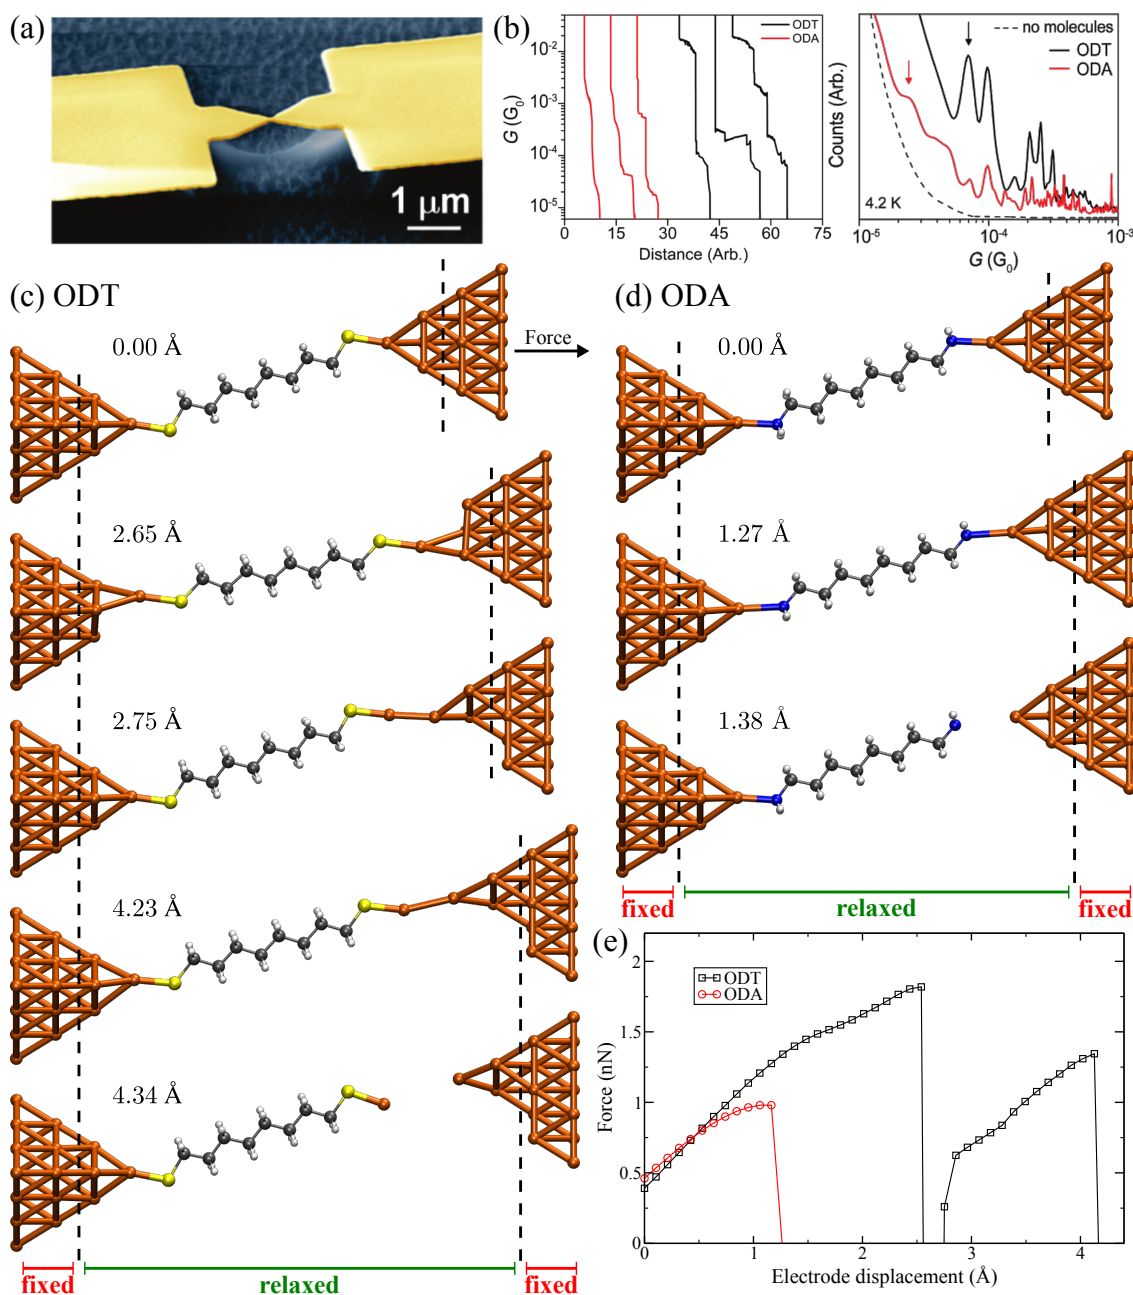 (a)
1 μm
(b)
G (G₀)
10⁻²
10⁻³
10⁻⁴
10⁻⁵
0 15 30 45 60 75
Distance (Arb.)
ODT
ODA
Counts (Arb.)
no molecules
ODT
ODA
4.2 K
10⁻⁵ 10⁻⁴ 10⁻³
G (G₀)
(c) ODT
0.00 Å
Force
2.65 Å
2.75 Å
4.23 Å
4.34 Å
fixed relaxed fixed
(d) ODA
0.00 Å
1.27 Å
1.38 Å
fixed relaxed fixed
(e)
Force (nN)
2
1.5
1
0.5
0
ODT
ODA
0 1 2 3 4
Electrode displacement (Å)